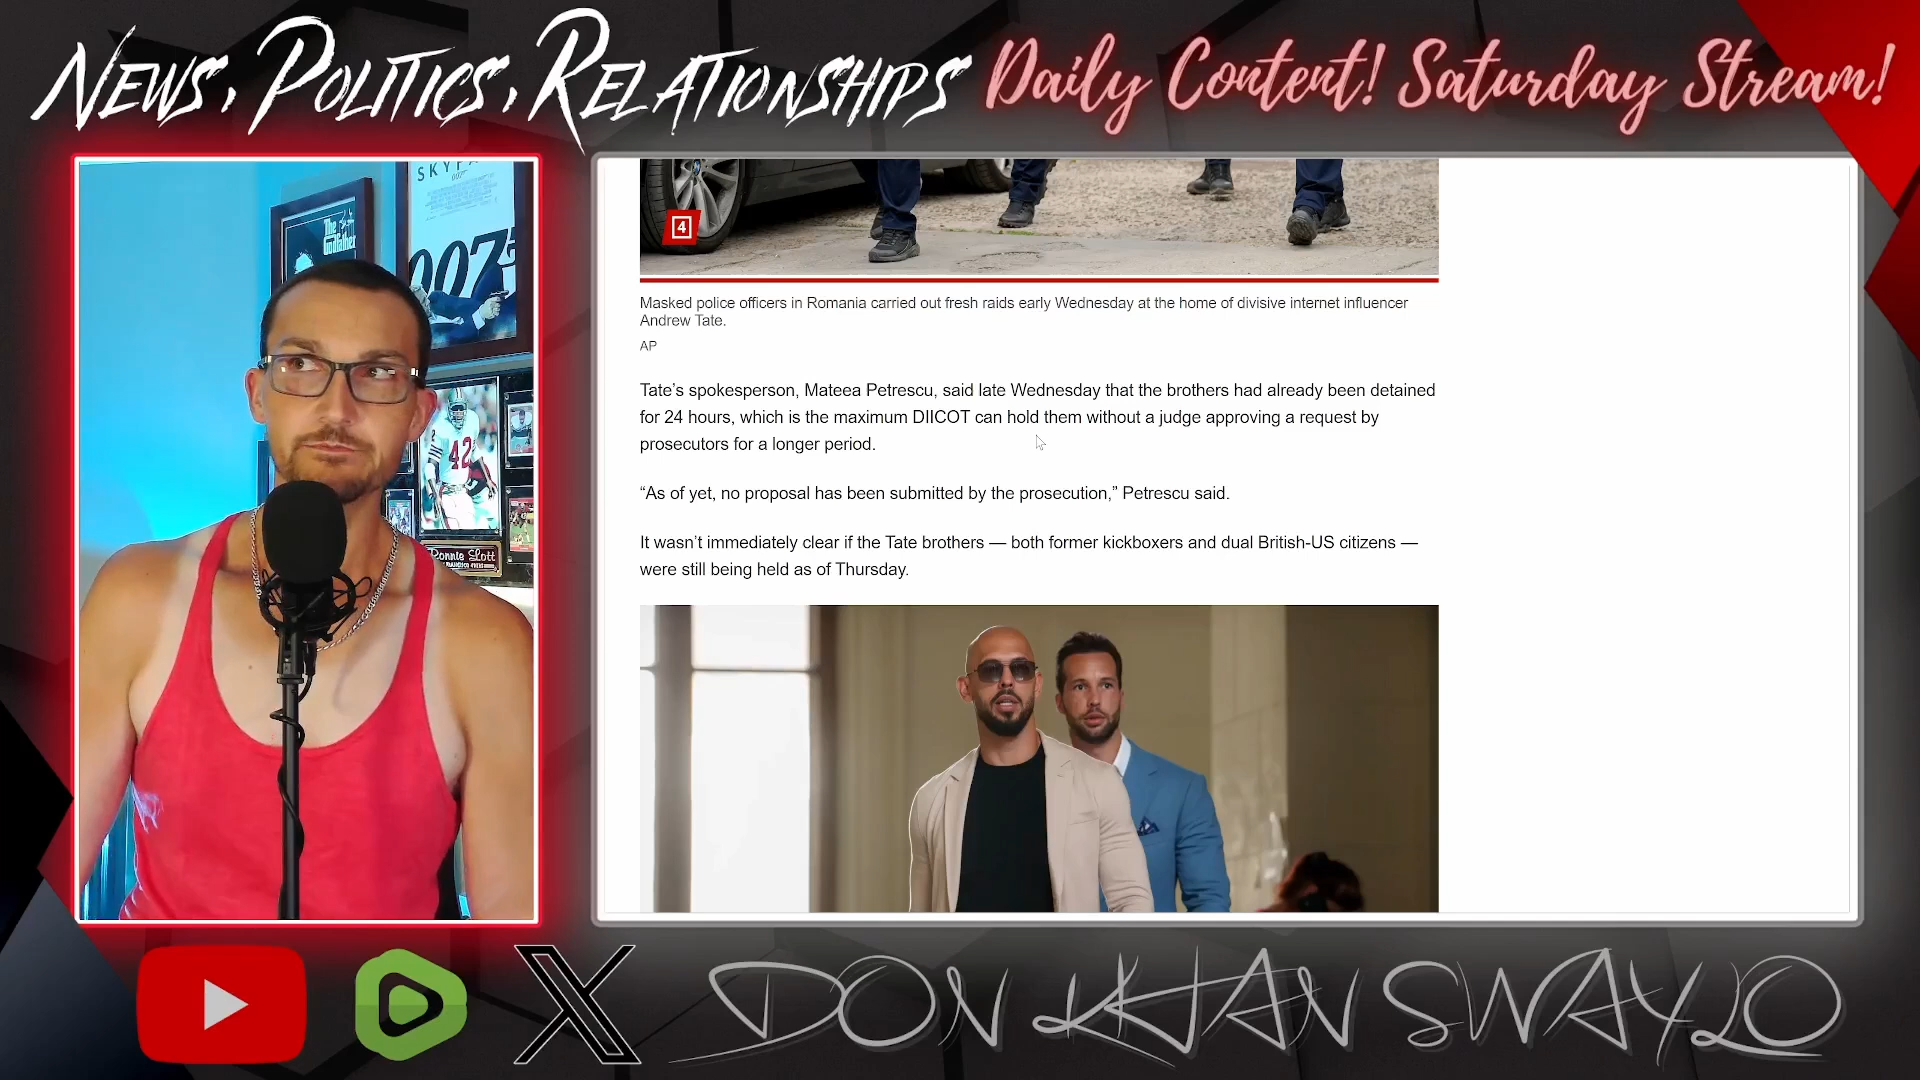 NEWS, POLITICS, RELATIONSHIPS Daily Content! Saturday Stream!
The
Godfather
007
007
42
Ronnie Lott
4
Masked police officers in Romania carried out fresh raids early Wednesday at the home of divisive internet influencer
Andrew Tate.
AP
Tate’s spokesperson, Mateea Petrescu, said late Wednesday that the brothers had already been detained
for 24 hours, which is the maximum DIICOT can hold them without a judge approving a request by
prosecutors for a longer period.
“As of yet, no proposal has been submitted by the prosecution,” Petrescu said.
It wasn’t immediately clear if the Tate brothers — both former kickboxers and dual British-US citizens —
were still being held as of Thursday.
DON KHAN SWAYLO